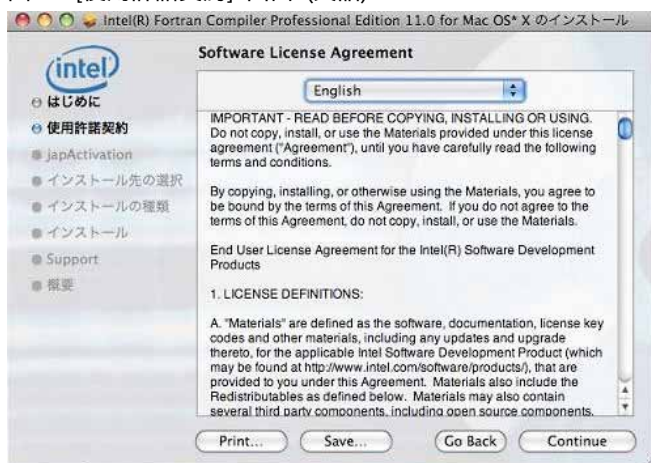 Intel(R) Fortran Compiler Professional Edition 11.0 for Mac OS* X のインストール
intel
はじめに
使用許諾契約
japActivation
インストール先の選択
インストールの種類
インストール
Support
概要
Software License Agreement
English
IMPORTANT - READ BEFORE COPYING, INSTALLING OR USING.
Do not copy, install, or use the Materials provided under this license
agreement ("Agreement"), until you have carefully read the following
terms and conditions.
By copying, installing, or otherwise using the Materials, you agree to
be bound by the terms of this Agreement. If you do not agree to the
terms of this Agreement, do not copy, install, or use the Materials.
End User License Agreement for the Intel(R) Software Development
Products
1. LICENSE DEFINITIONS:
A. "Materials" are defined as the software, documentation, license key
codes and other materials, including any updates and upgrade
thereto, for the applicable Intel Software Development Product (which
may be found at http://www.intel.com/software/products/), that are
provided to you under this Agreement. Materials also include the
Redistributables as defined below. Materials may also contain
several third party components, including open source components,
Print...
Save...
Go Back
Continue